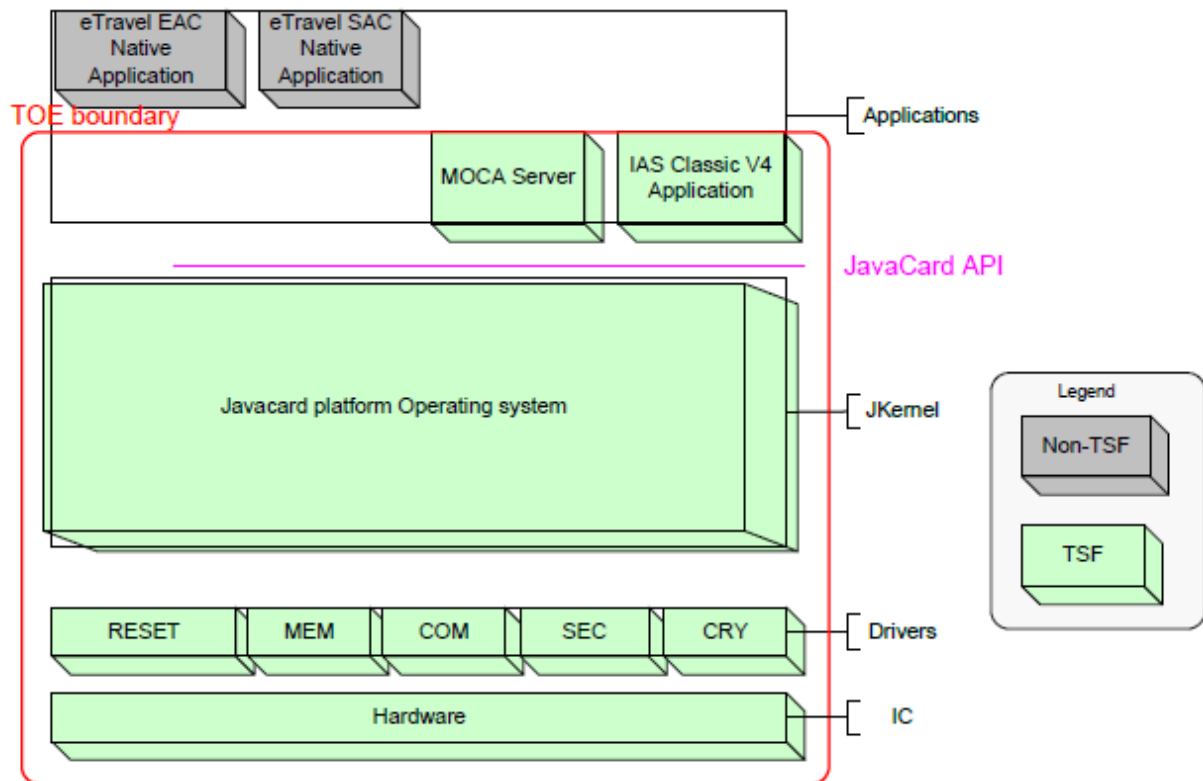 eTravel EAC
Native
Application
eTravel SAC
Native
Application
TOE boundary
Applications
MOCA Server
IAS Classic V4
Application
JavaCard API
Javacard platform Operating system
JKernel
Legend
Non-TSF
TSF
RESET
MEM
COM
SEC
CRY
Drivers
Hardware
IC